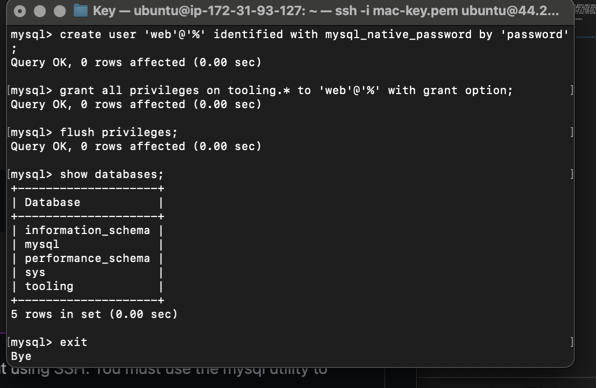 Key — ubuntu@ip-172-31-93-127: ~ — ssh -i mac-key.pem ubuntu@44.2...
mysql> create user 'web'@'%' identified with mysql_native_password by 'password'
;
Query OK, 0 rows affected (0.00 sec)
[mysql> grant all privileges on tooling.* to 'web'@'%' with grant option; ]
Query OK, 0 rows affected (0.00 sec)
[mysql> flush privileges; ]
Query OK, 0 rows affected (0.00 sec)
[mysql> show databases; ]
+--------------------+
| Database           |
+--------------------+
| information_schema |
| mysql              |
| performance_schema |
| sys                |
| tooling            |
+--------------------+
5 rows in set (0.00 sec)
[mysql> exit ]
Bye
t using SSH. You must use the mysql utility to